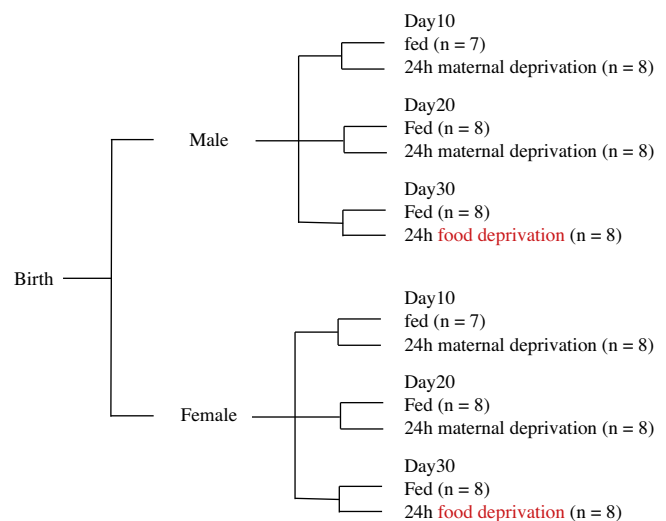 Day10
fed (n = 7)
24h maternal deprivation (n = 8)
Day20
Fed (n = 8)
24h maternal deprivation (n = 8)
Male
Day30
Fed (n = 8)
24h food deprivation (n = 8)
Birth
Day10
fed (n = 7)
24h maternal deprivation (n = 8)
Day20
Fed (n = 8)
Female
24h maternal deprivation (n = 8)
Day30
Fed (n = 8)
24h food deprivation (n = 8)